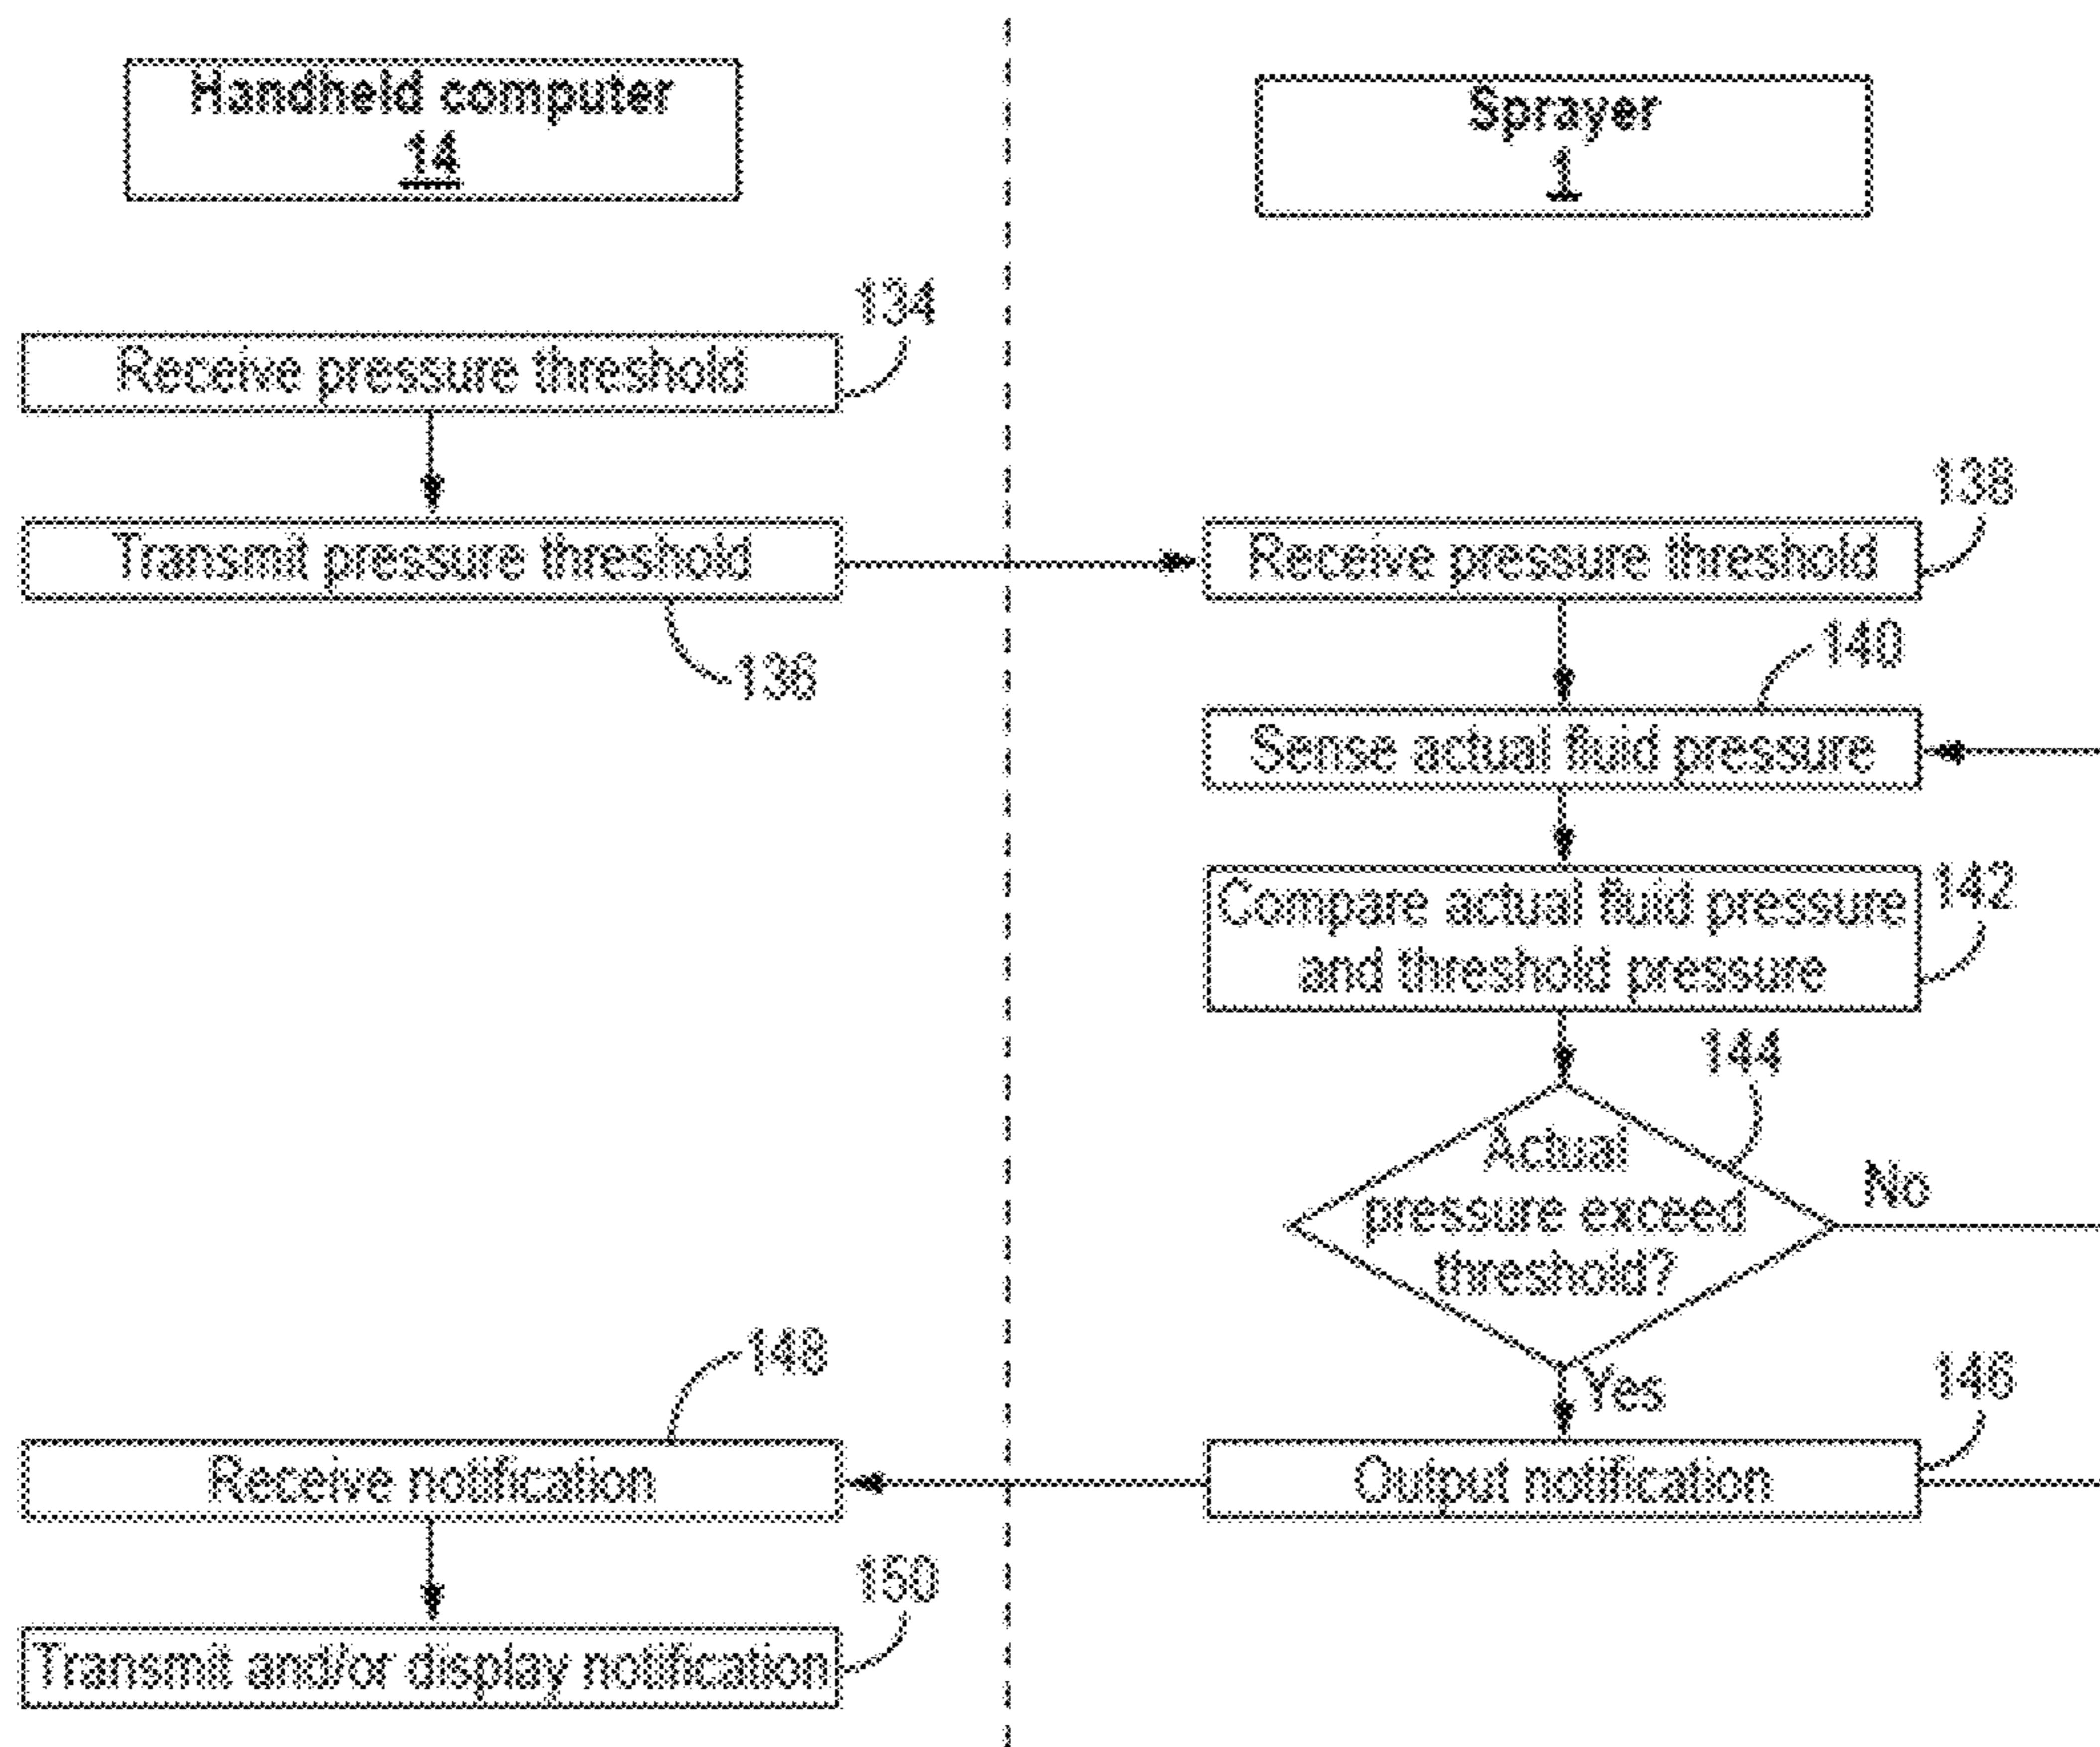 Handheld computer
14
Sprayer
1
134
Receive pressure threshold
138
Transmit pressure threshold
Receive pressure threshold
136
140
Sense actual fluid pressure
142
Compare actual fluid pressure
and threshold pressure
144
Actual
pressure exceed
threshold?
No
Yes
148
146
Receive notification
Output notification
150
Transmit and/or display notification